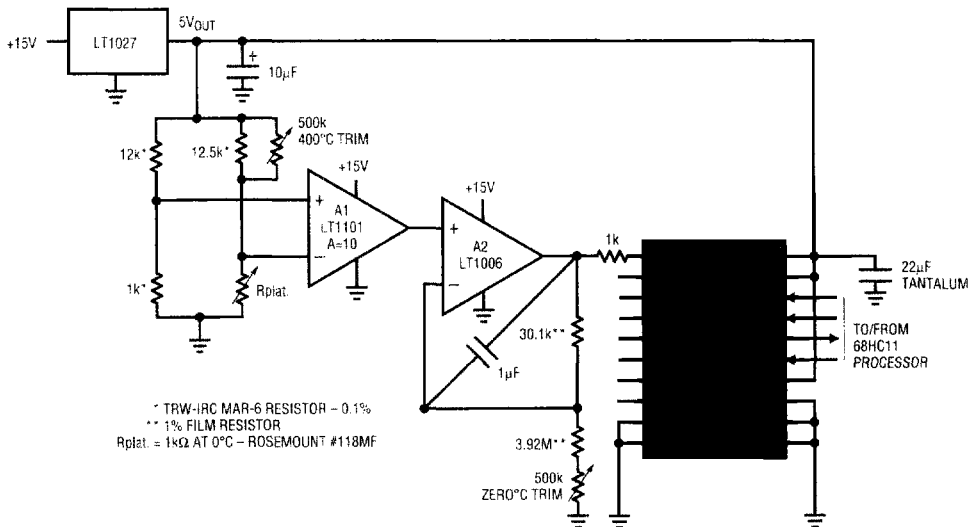 5VOUT
+15V
LT1027
+
10µF
500k
400°C TRIM
12k*
12.5k*
+15V
+
A1
LT1101
A=10
−
+15V
+
A2
LT1006
−
1k
22µF
TANTALUM
1k*
Rplat.
30.1k**
1µF
TO/FROM
68HC11
PROCESSOR
* TRW-IRC MAR-6 RESISTOR – 0.1%
** 1% FILM RESISTOR
Rplat. = 1kΩ AT 0°C – ROSEMOUNT #118MF
3.92M**
500k
ZERO°C TRIM